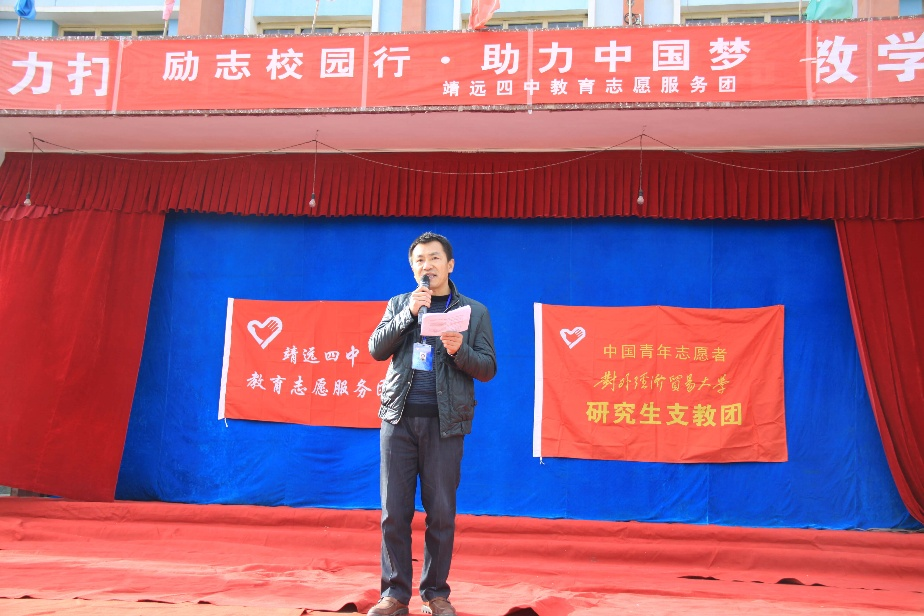 力打
励志校园行·助力中国梦
靖远四中教育志愿服务团
教学
靖远四中
教育志愿服务团
中国青年志愿者
對外经济贸易大学
研究生支教团